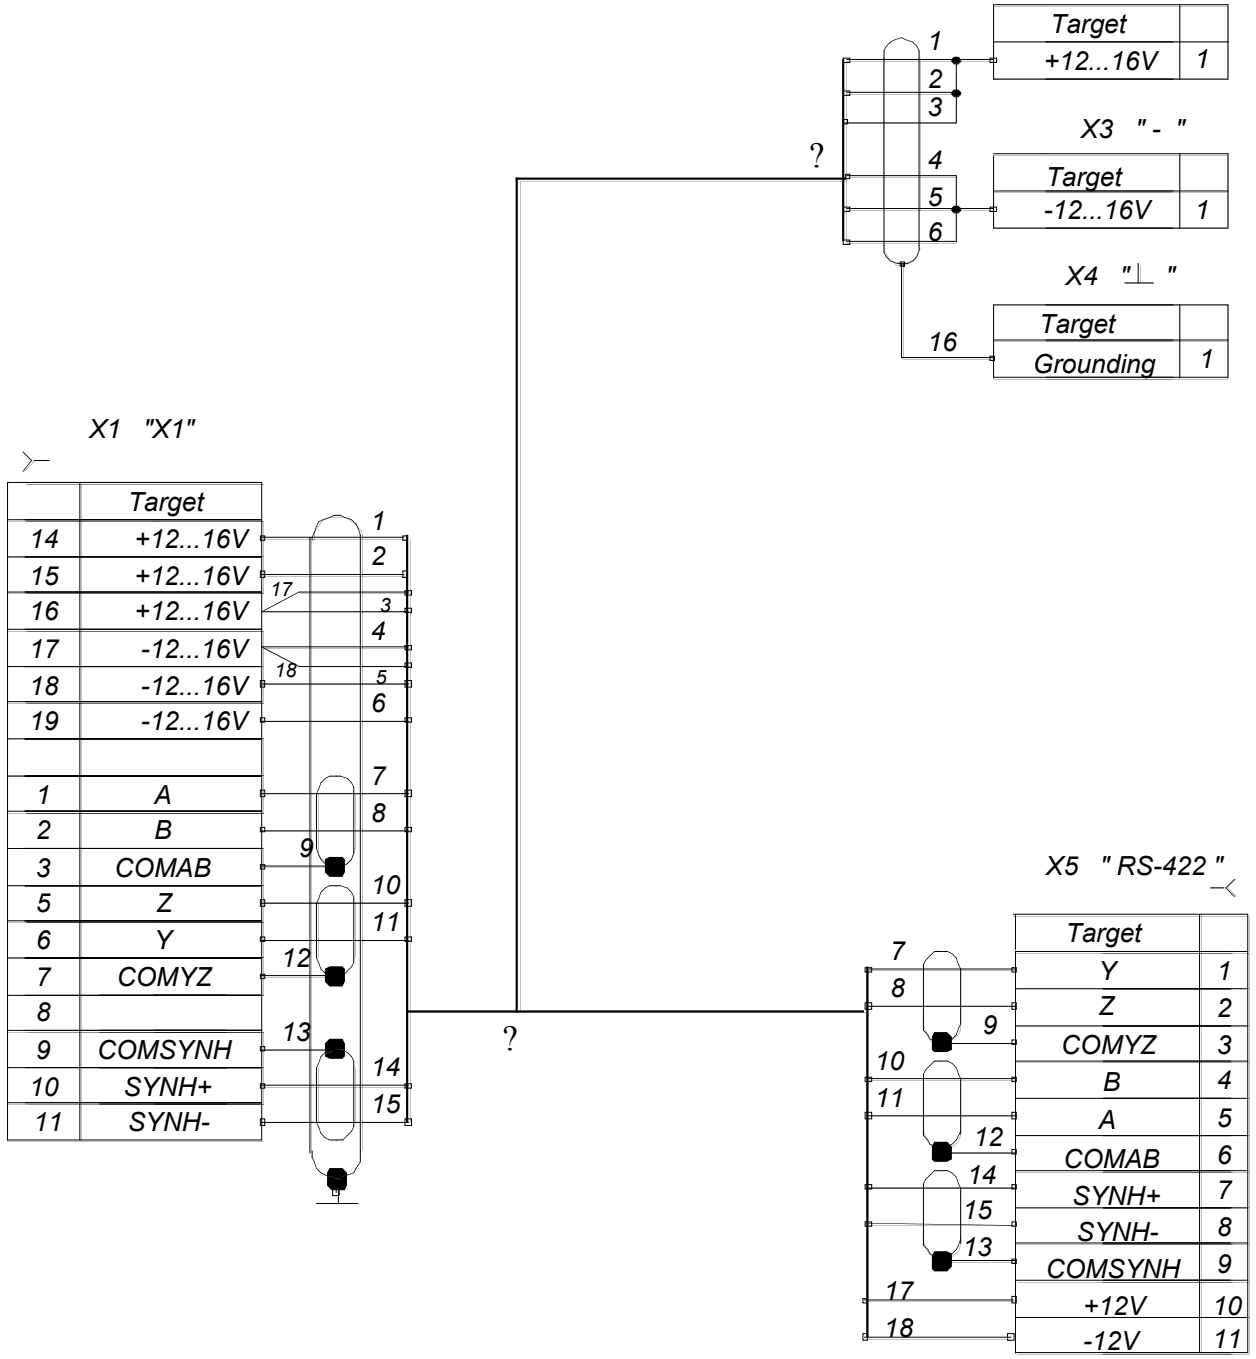 Target
+12...16V 1
1
2
3
X3 "-"
Target
-12...16V 1
?
4
5
6
X4 "⊥"
Target
Grounding 1
16
X1 "X1"
Target
14 +12...16V 1
15 +12...16V 2
16 +12...16V 17 3
17 -12...16V 4
18 -12...16V 18 5
19 -12...16V 6
1 A 7
2 B 8
3 COMAB 9
5 Z 10
6 Y 11
7 COMYZ 12
8
9 COMSYNH 13
10 SYNH+ 14
11 SYNH- 15
?
X5 "RS-422"
Target
7 Y 1
8 Z 2
9 COMYZ 3
10 B 4
11 A 5
12 COMAB 6
14 SYNH+ 7
15 SYNH- 8
13 COMSYNH 9
17 +12V 10
18 -12V 11